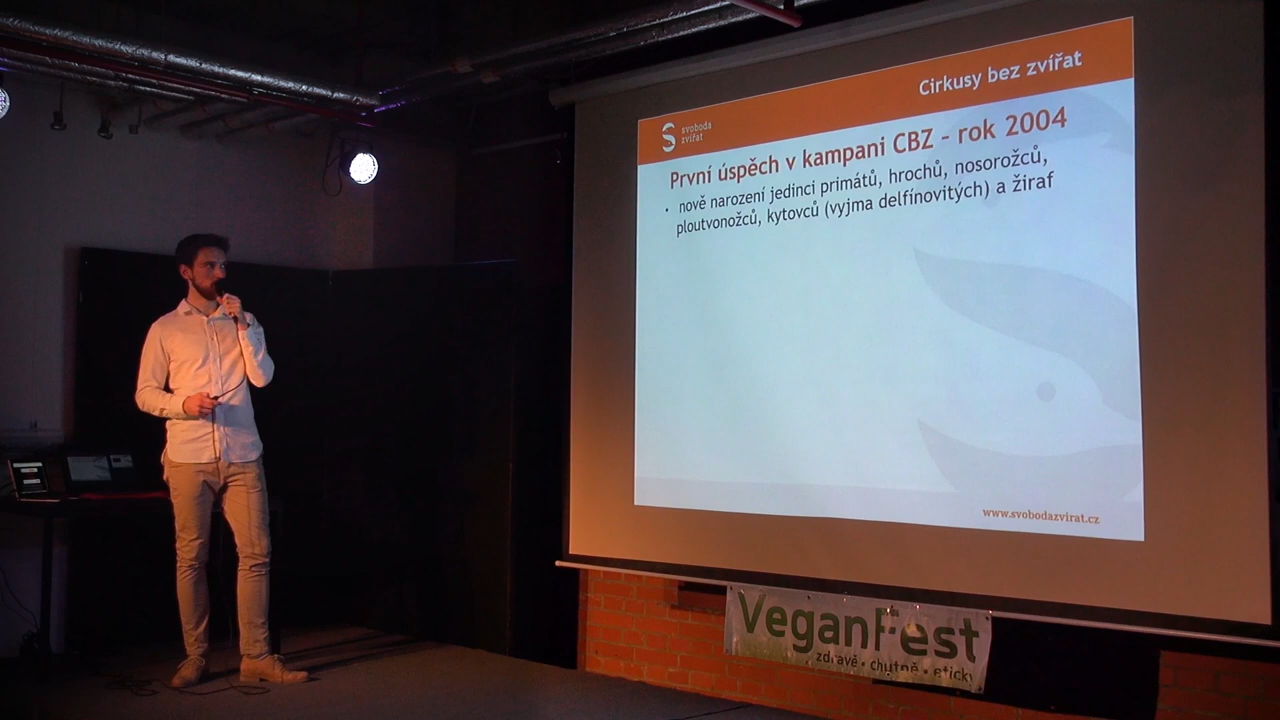 Cirkusy bez zvířat
svoboda
zvířat
První úspěch v kampani CBZ – rok 2004
• nově narození jedinci primátů, hrochů, nosorožců,
ploutvonožců, kytovců (vyjma delfínovitých) a žiraf
www.svobodazvirat.cz
VeganFest
zdravě • chutně • eticky